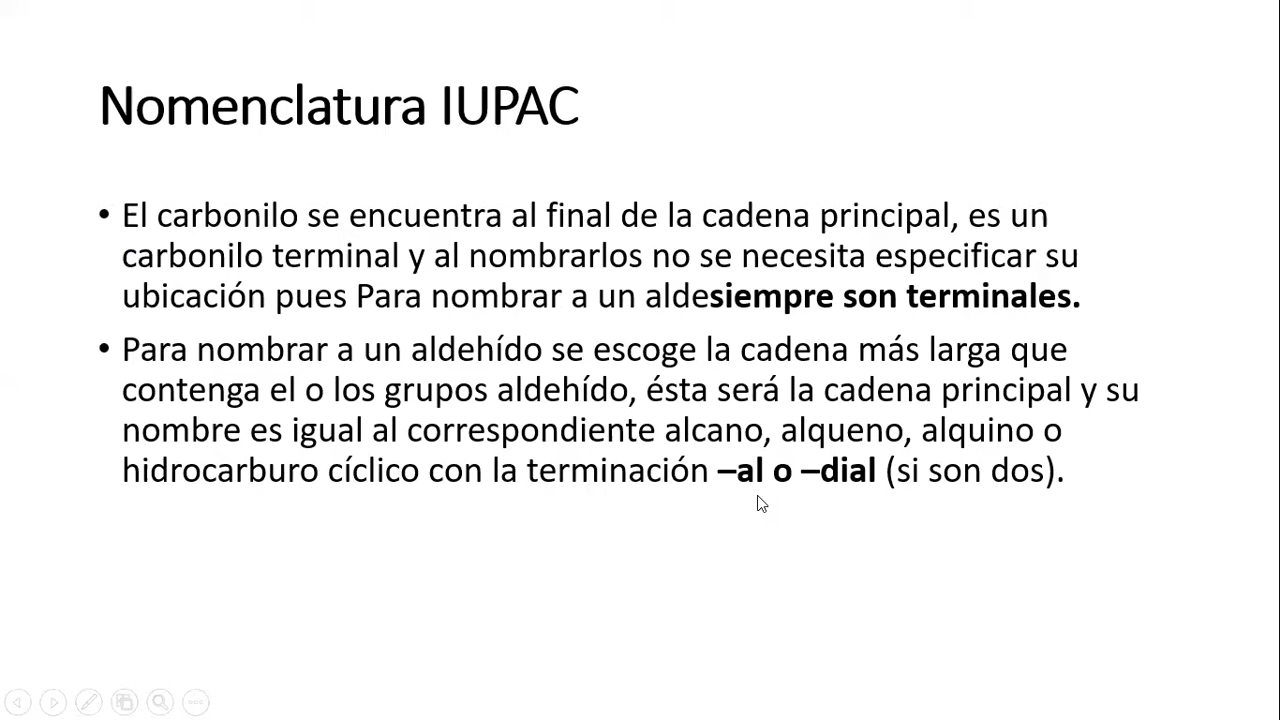 Nomenclatura IUPAC
• El carbonilo se encuentra al final de la cadena principal, es un
carbonilo terminal y al nombrarlos no se necesita especificar su
ubicación pues Para nombrar a un aldesiempre son terminales.
• Para nombrar a un aldehído se escoge la cadena más larga que
contenga el o los grupos aldehído, ésta será la cadena principal y su
nombre es igual al correspondiente alcano, alqueno, alquino o
hidrocarburo cíclico con la terminación –al o –dial (si son dos).